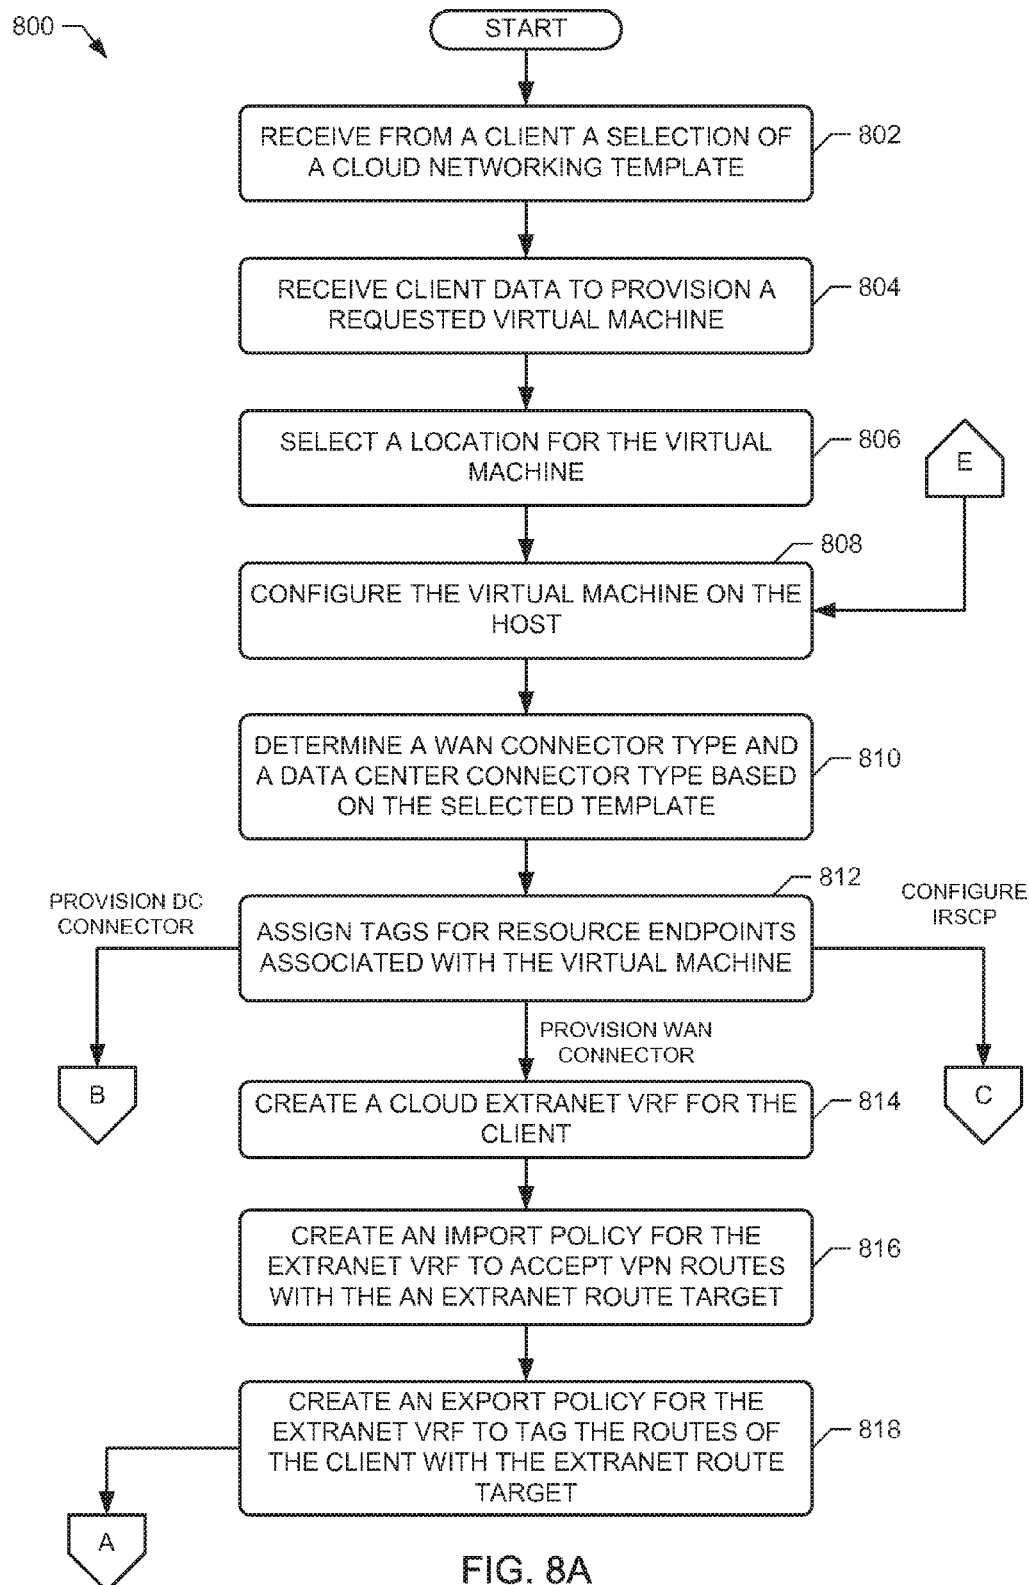 800
START
RECEIVE FROM A CLIENT A SELECTION OF
A CLOUD NETWORKING TEMPLATE
802
RECEIVE CLIENT DATA TO PROVISION A
REQUESTED VIRTUAL MACHINE
804
SELECT A LOCATION FOR THE VIRTUAL
MACHINE
806
E
808
CONFIGURE THE VIRTUAL MACHINE ON THE
HOST
DETERMINE A WAN CONNECTOR TYPE AND
A DATA CENTER CONNECTOR TYPE BASED
ON THE SELECTED TEMPLATE
810
812
PROVISION DC
CONNECTOR
ASSIGN TAGS FOR RESOURCE ENDPOINTS
ASSOCIATED WITH THE VIRTUAL MACHINE
CONFIGURE
IRSCP
PROVISION WAN
CONNECTOR
B
C
CREATE A CLOUD EXTRANET VRF FOR THE
CLIENT
814
CREATE AN IMPORT POLICY FOR THE
EXTRANET VRF TO ACCEPT VPN ROUTES
WITH THE AN EXTRANET ROUTE TARGET
816
CREATE AN EXPORT POLICY FOR THE
EXTRANET VRF TO TAG THE ROUTES OF
THE CLIENT WITH THE EXTRANET ROUTE
TARGET
818
A
FIG. 8A